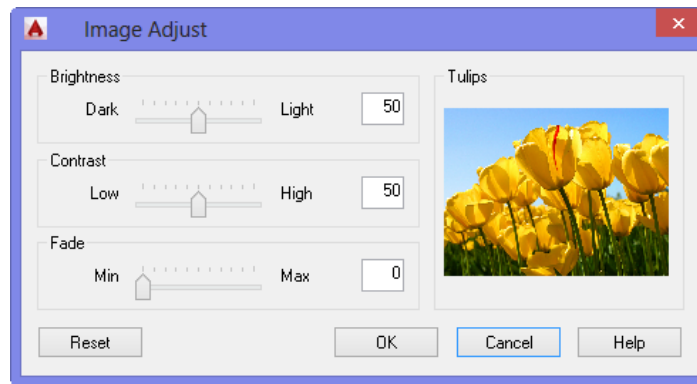 Image Adjust
Brightness
Dark Light 50
Contrast
Low High 50
Fade
Min Max 0
Tulips
Reset OK Cancel Help